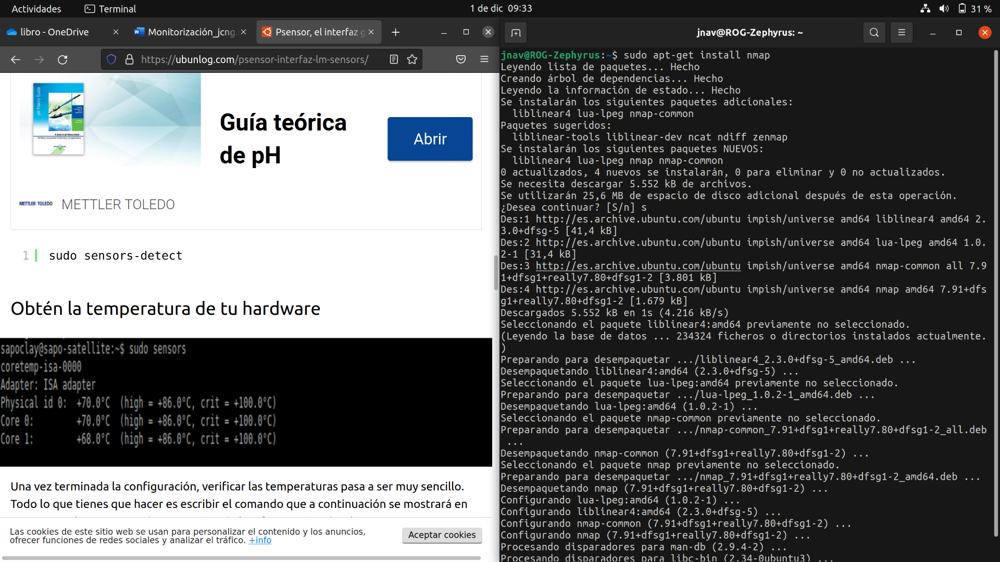 Actividades
Terminal
1 de dic  09:33
31 %
libro - OneDrive
Monitorización_jcng.
Psensor, el interfaz g
https://ubunlog.com/psensor-interfaz-lm-sensors/
pH Theory Guide
A Guide to pH Measurement –
the theory and practice of laboratory pH applications
Guía teórica
de pH
Abrir
METTLER TOLEDO
METTLER TOLEDO
1
sudo sensors-detect
Obtén la temperatura de tu hardware
sapoclay@sapo-satellite:~$ sudo sensors
coretemp-isa-0000
Adapter: ISA adapter
Physical id 0:  +70.0°C  (high = +86.0°C, crit = +100.0°C)
Core 0:         +70.0°C  (high = +86.0°C, crit = +100.0°C)
Core 1:         +68.0°C  (high = +86.0°C, crit = +100.0°C)
Una vez terminada la configuración, verificar las temperaturas pasa a ser muy sencillo.
Todo lo que tienes que hacer es escribir el comando que a continuación se mostrará en
Las cookies de este sitio web se usan para personalizar el contenido y los anuncios,
ofrecer funciones de redes sociales y analizar el tráfico. +info
Aceptar cookies
jnav@ROG-Zephyrus: ~
jnav@ROG-Zephyrus:~$ sudo apt-get install nmap
Leyendo lista de paquetes... Hecho
Creando árbol de dependencias... Hecho
Leyendo la información de estado... Hecho
Se instalarán los siguientes paquetes adicionales:
  liblinear4 lua-lpeg nmap-common
Paquetes sugeridos:
  liblinear-tools liblinear-dev ncat ndiff zenmap
Se instalarán los siguientes paquetes NUEVOS:
  liblinear4 lua-lpeg nmap nmap-common
0 actualizados, 4 nuevos se instalarán, 0 para eliminar y 0 no actualizados.
Se necesita descargar 5.552 kB de archivos.
Se utilizarán 25,6 MB de espacio de disco adicional después de esta operación.
¿Desea continuar? [S/n] s
Des:1 http://es.archive.ubuntu.com/ubuntu impish/universe amd64 liblinear4 amd64 2.
3.0+dfsg-5 [41,4 kB]
Des:2 http://es.archive.ubuntu.com/ubuntu impish/universe amd64 lua-lpeg amd64 1.0.
2-1 [31,4 kB]
Des:3 http://es.archive.ubuntu.com/ubuntu impish/universe amd64 nmap-common all 7.9
1+dfsg1+really7.80+dfsg1-2 [3.801 kB]
Des:4 http://es.archive.ubuntu.com/ubuntu impish/universe amd64 nmap amd64 7.91+dfs
g1+really7.80+dfsg1-2 [1.679 kB]
Descargados 5.552 kB en 1s (4.216 kB/s)
Seleccionando el paquete liblinear4:amd64 previamente no seleccionado.
(Leyendo la base de datos ... 234324 ficheros o directorios instalados actualmente.
)
Preparando para desempaquetar .../liblinear4_2.3.0+dfsg-5_amd64.deb ...
Desempaquetando liblinear4:amd64 (2.3.0+dfsg-5) ...
Seleccionando el paquete lua-lpeg:amd64 previamente no seleccionado.
Preparando para desempaquetar .../lua-lpeg_1.0.2-1_amd64.deb ...
Desempaquetando lua-lpeg:amd64 (1.0.2-1) ...
Seleccionando el paquete nmap-common previamente no seleccionado.
Preparando para desempaquetar .../nmap-common_7.91+dfsg1+really7.80+dfsg1-2_all.deb
 ...
Desempaquetando nmap-common (7.91+dfsg1+really7.80+dfsg1-2) ...
Seleccionando el paquete nmap previamente no seleccionado.
Preparando para desempaquetar .../nmap_7.91+dfsg1+really7.80+dfsg1-2_amd64.deb ...
Desempaquetando nmap (7.91+dfsg1+really7.80+dfsg1-2) ...
Configurando lua-lpeg:amd64 (1.0.2-1) ...
Configurando liblinear4:amd64 (2.3.0+dfsg-5) ...
Configurando nmap-common (7.91+dfsg1+really7.80+dfsg1-2) ...
Configurando nmap (7.91+dfsg1+really7.80+dfsg1-2) ...
Procesando disparadores para man-db (2.9.4-2) ...
Procesando disparadores para libc-bin (2.34-0ubuntu3) ...